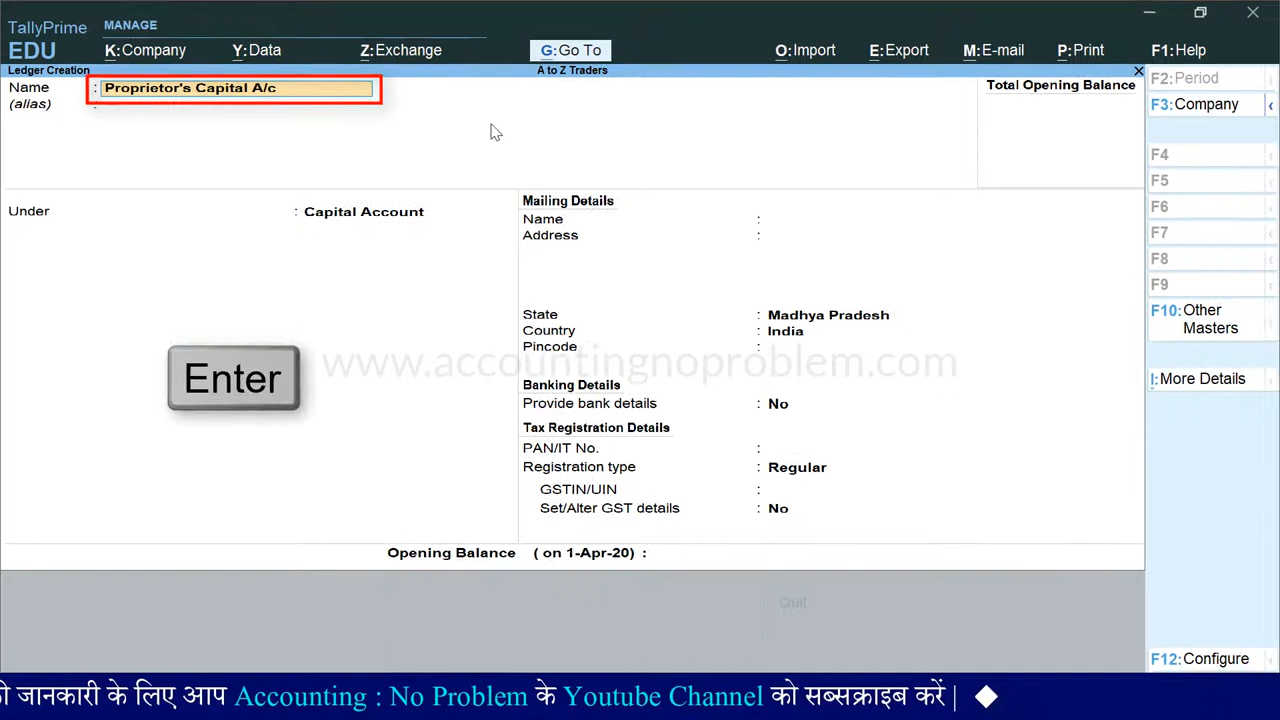 TallyPrime MANAGE
EDU K:Company Y:Data Z:Exchange G:Go To O:Import E:Export M:E-mail P:Print F1:Help
Ledger Creation A to Z Traders
Name : Proprietor's Capital A/c Total Opening Balance
(alias) :
Under : Capital Account
Mailing Details
Name :
Address :
State : Madhya Pradesh
Country : India
Pincode :
Banking Details
Provide bank details : No
Tax Registration Details
PAN/IT No. :
Registration type : Regular
GSTIN/UIN :
Set/Alter GST details : No
Opening Balance ( on 1-Apr-20) :
Enter
www.accountingnoproblem.com
Quit
F2:Period
F3:Company
F4
F5
F6
F7
F8
F9
F10:Other
Masters
I:More Details
F12:Configure
जानकारी के लिए आप Accounting : No Problem के Youtube Channel को सब्सक्राइब करें |